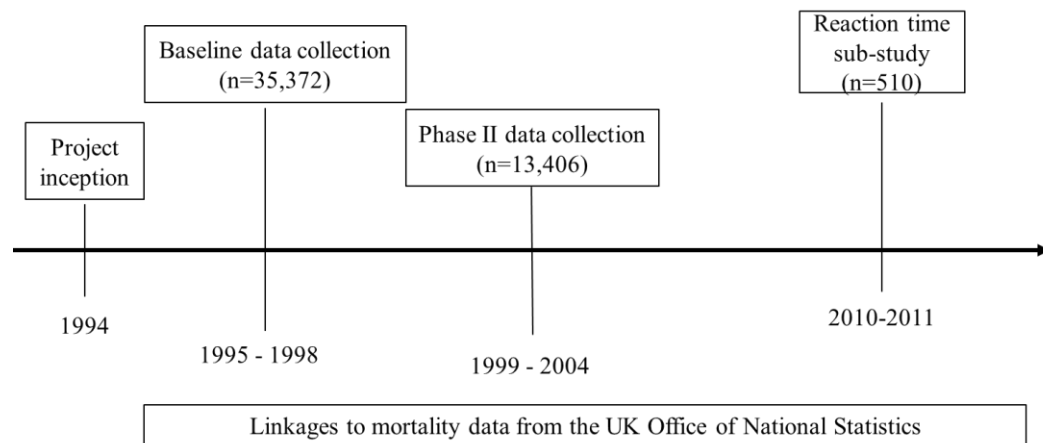 Project
inception
Baseline data collection
(n=35,372)
Phase II data collection
(n=13,406)
Reaction time
sub-study
(n=510)
1994
1995 - 1998
1999 - 2004
2010-2011
Linkages to mortality data from the UK Office of National Statistics